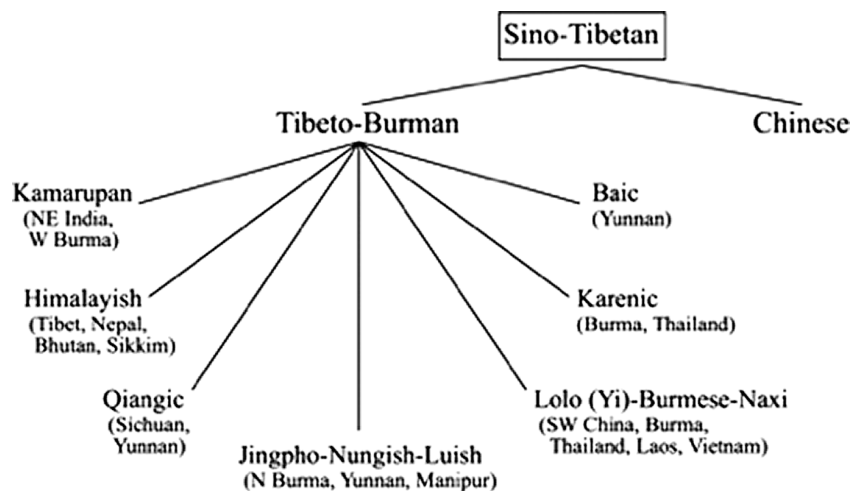 Sino-Tibetan
Tibeto-Burman
Chinese
Kamarupan
(NE India,
W Burma)
Baic
(Yunnan)
Himalayish
(Tibet, Nepal,
Bhutan, Sikkim)
Karenic
(Burma, Thailand)
Qiangic
(Sichuan,
Yunnan)
Lolo (Yi)-Burmese-Naxi
(SW China, Burma,
Thailand, Laos, Vietnam)
Jingpho-Nungish-Luish
(N Burma, Yunnan, Manipur)